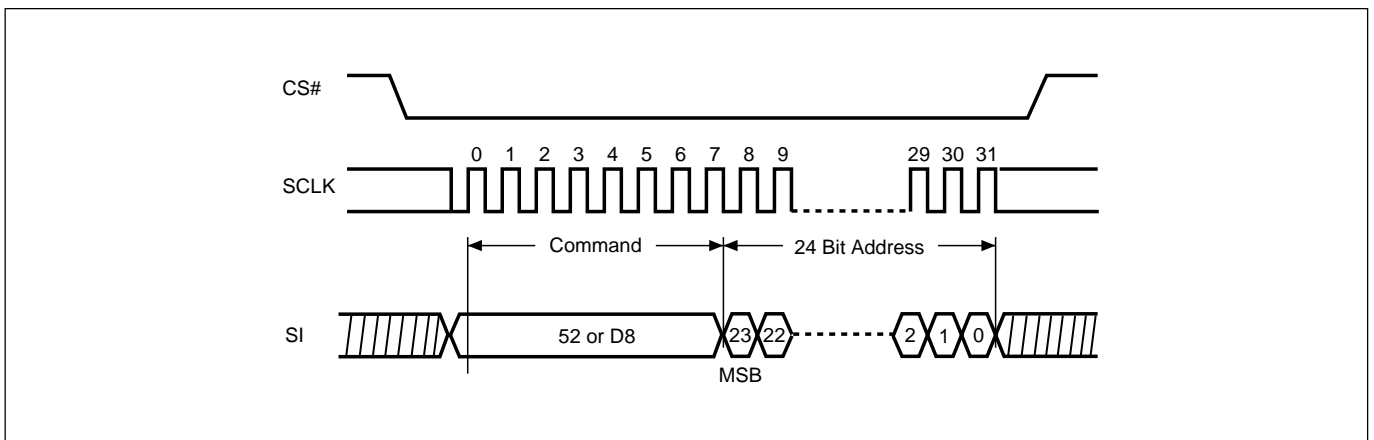 CS#
0 1 2 3 4 5 6 7 8 9 29 30 31
SCLK
Command 24 Bit Address
SI 52 or D8 23 22 2 1 0
MSB